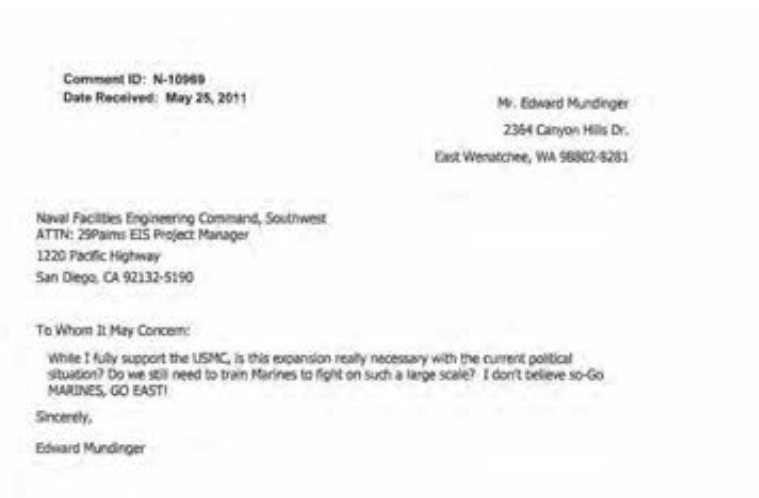 Comment ID: N-10969
Date Received: May 25, 2011
Mr. Edward Mundinger
2364 Canyon Hills Dr.
East Wenatchee, WA 98802-9281
Naval Facilities Engineering Command, Southwest
ATTN: 29Palms EIS Project Manager
1220 Pacific Highway
San Diego, CA 92132-5190
To Whom It May Concern:
While I fully support the USMC, is this expansion really necessary with the current political
situation? Do we still need to train Marines to fight on such a large scale? I don't believe so-Go
MARINES, GO EAST!
Sincerely,
Edward Mundinger